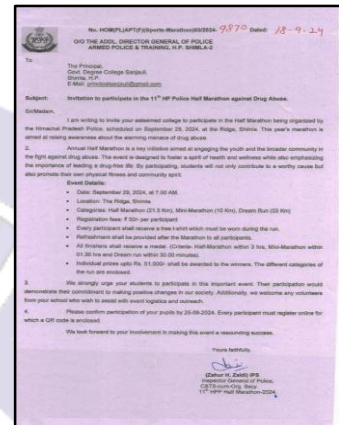 No. HOM(PL)APT(F)(Sports-Marathon)03/2024- 9870 Dated: 18-9-24
O/O THE ADDL. DIRECTOR GENERAL OF POLICE
ARMED POLICE & TRAINING, H.P. SHIMLA-2
To
The Principal,
Govt. Degree College Sanjauli,
Shimla, H.P.
E-Mail: principalsanjauli@gmail.com
Subject: Invitation to participate in the 11th HP Police Half Marathon against Drug Abuse.
Sir/Madam,
I am writing to invite your esteemed college to participate in the Half Marathon being organized by
the Himachal Pradesh Police, scheduled on September 29, 2024, at the Ridge, Shimla. This year's marathon is
aimed at raising awareness about the alarming menace of drug abuse.
2. Annual Half Marathon is a key initiative aimed at engaging the youth and the broader community in
the fight against drug abuse. The event is designed to foster a spirit of health and wellness while also emphasizing
the importance of leading a drug-free life. By participating, students will not only contribute to a worthy cause but
also promote their own physical fitness and community spirit.
Event Details:
• Date: September 29, 2024, at 7.00 AM.
• Location: The Ridge, Shimla
• Categories: Half Marathon (21.5 Km), Mini-Marathon (10 Km), Dream Run (03 Km)
• Registration fees: ₹ 50/- per participant
• Every participant shall receive a free t-shirt which must be worn during the run.
• Refreshment shall be provided after the Marathon to all participants.
• All finishers shall receive a medal. (Criteria- Half-Marathon within 3 hrs, Mini-Marathon within
01.30 hrs and Dream run within 30.00 minutes).
• Individual prizes upto Rs. 51,000/- shall be awarded to the winners. The different categories of
the run are enclosed.
3. We strongly urge your students to participate in this important event. Their participation would
demonstrate their commitment to making positive changes in our society. Additionally, we welcome any volunteers
from your school who wish to assist with event logistics and outreach.
4. Please confirm participation of your pupils by 25-09-2024. Every participant must register online for
which a QR code is enclosed.
We look forward to your involvement in making this event a resounding success.
Yours faithfully,
(Zahur H. Zaidi) IPS
Inspector General of Police,
CBTS-cum-Org. Secy.
11th HPP Half Marathon-2024.